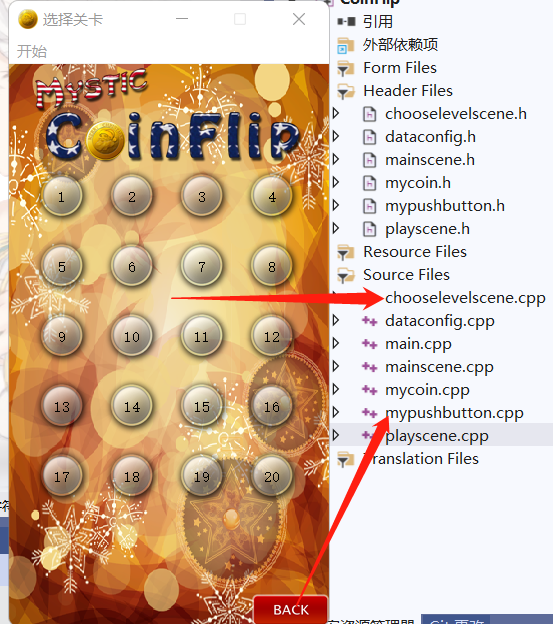 选择关卡
开始
MYSTIC
CoinFlip
1 2 3 4
5 6 7 8
9 10 11 12
13 14 15 16
17 18 19 20
BACK
CoinFlip
引用
外部依赖项
Form Files
Header Files
chooselevelscene.h
dataconfig.h
mainscene.h
mycoin.h
mypushbutton.h
playscene.h
Resource Files
Source Files
chooselevelscene.cpp
dataconfig.cpp
main.cpp
mainscene.cpp
mycoin.cpp
mypushbutton.cpp
playscene.cpp
Translation Files
Git 更改